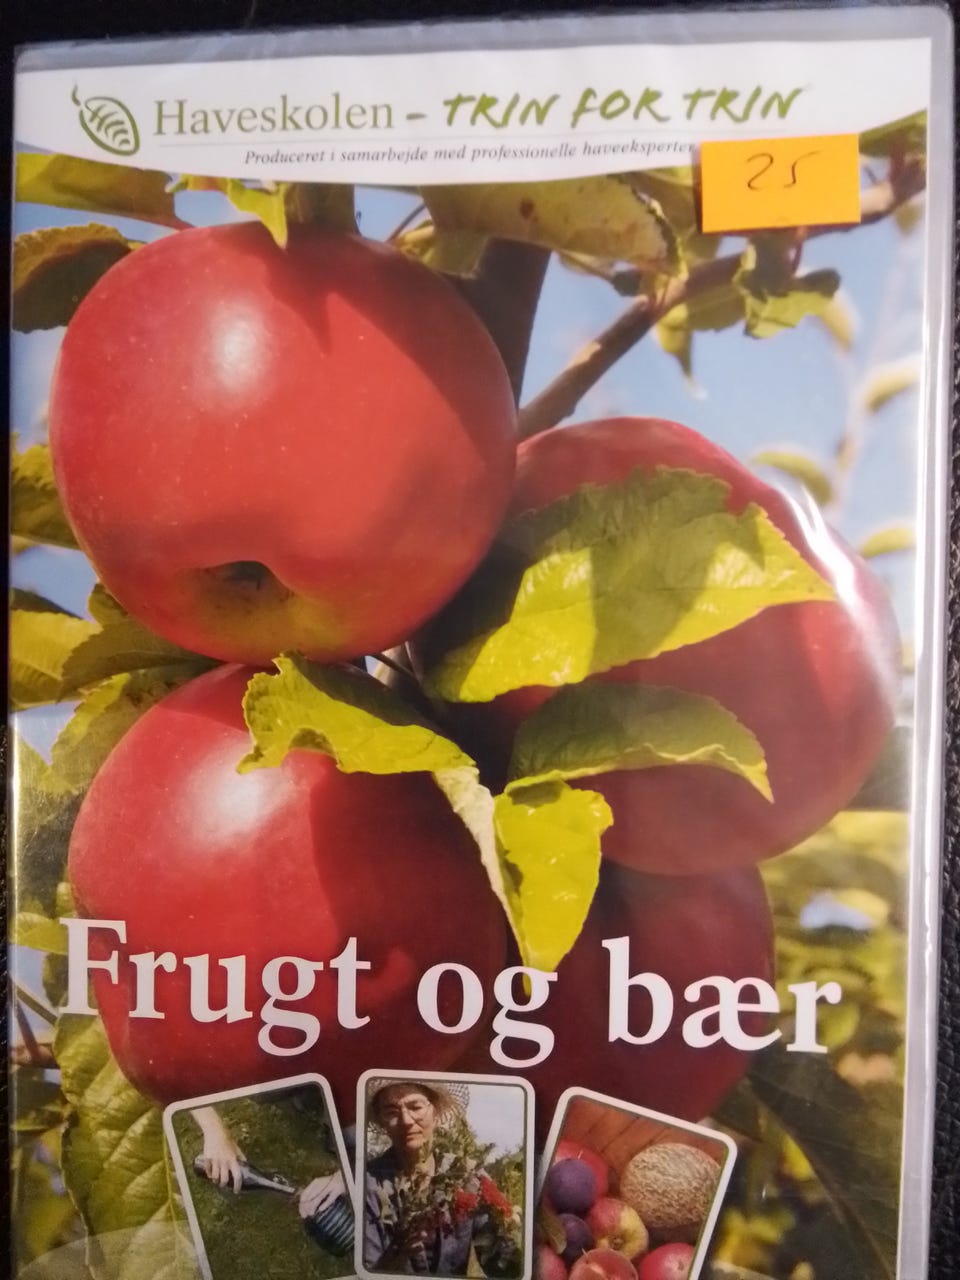 Haveskolen - TRIN FOR TRIN
Produceret i samarbejde med professionelle haveeksperter
25
Frugt og bær